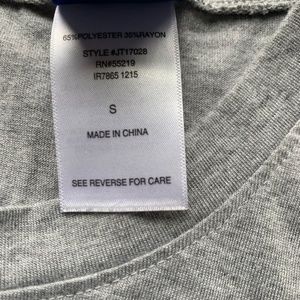 65%POLYESTER 35%RAYON
STYLE #JT17028
RN#55219
IR7865 1215
S
MADE IN CHINA
SEE REVERSE FOR CARE